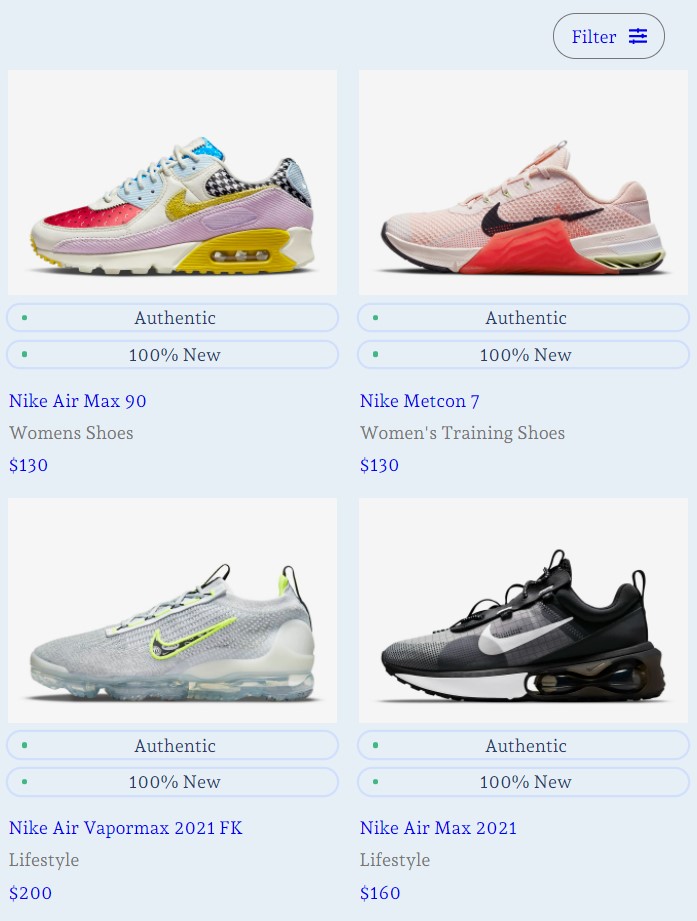 Filter
Authentic
100% New
Nike Air Max 90
Womens Shoes
$130
Authentic
100% New
Nike Metcon 7
Women's Training Shoes
$130
Authentic
100% New
Nike Air Vapormax 2021 FK
Lifestyle
$200
Authentic
100% New
Nike Air Max 2021
Lifestyle
$160